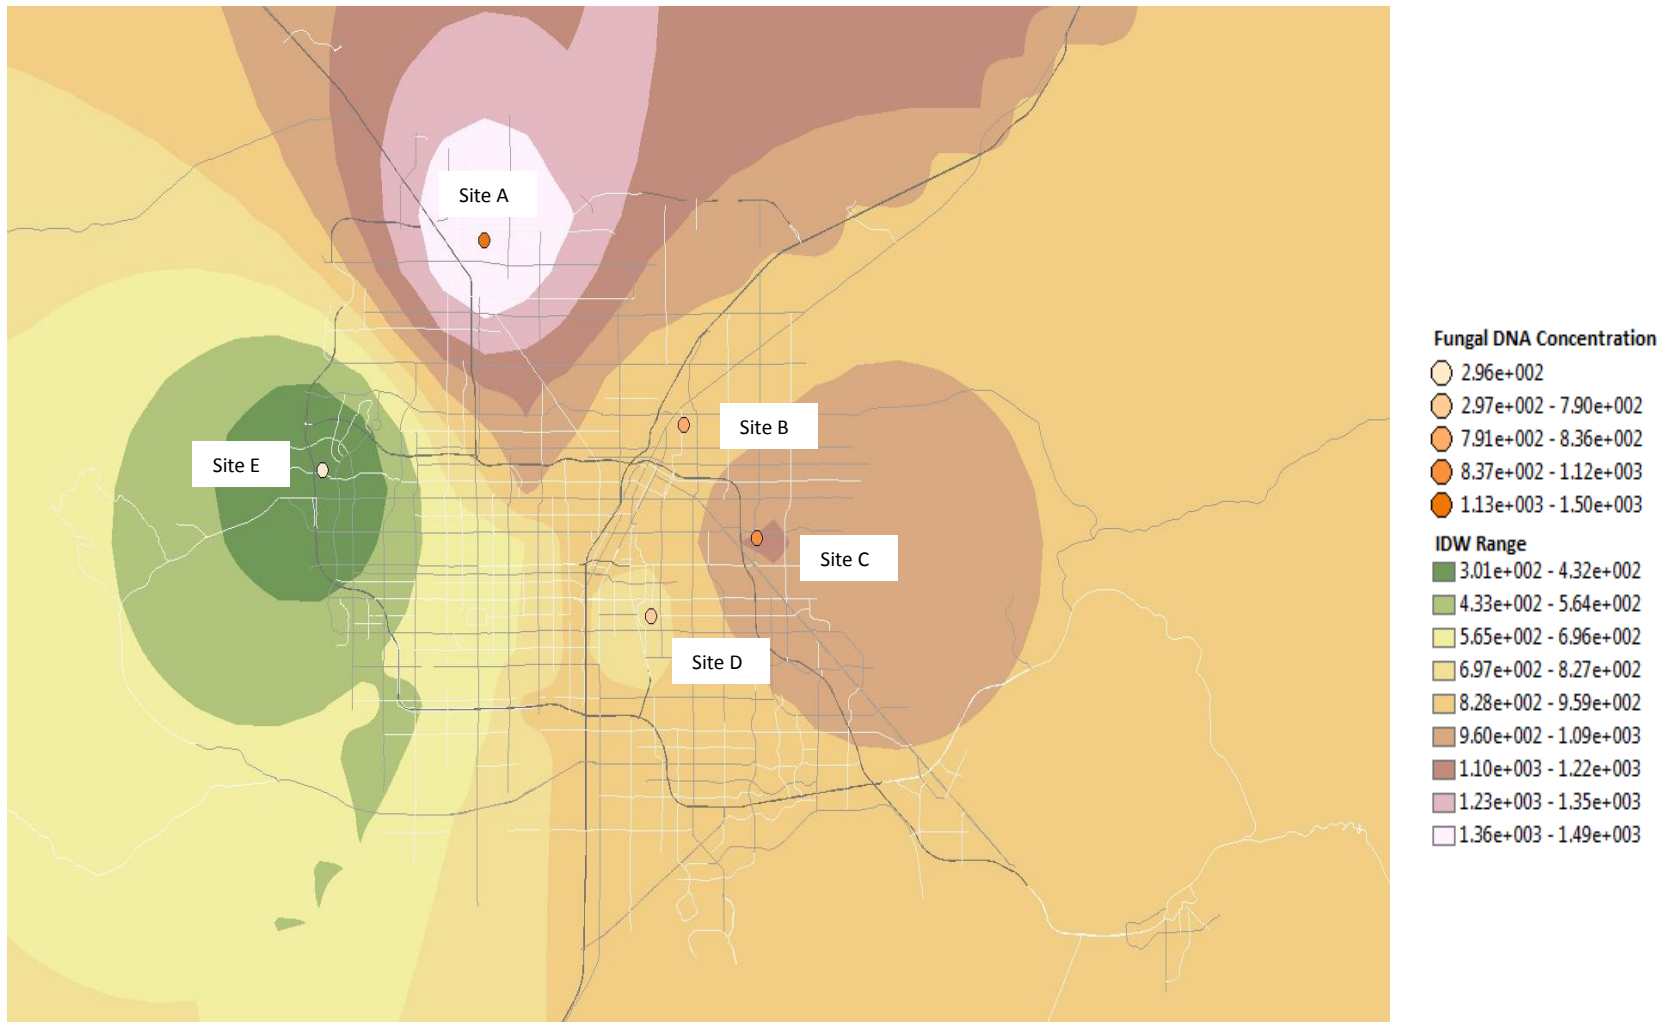 Site A
Site B
Site E
Site C
Site D
Fungal DNA Concentration
2.96e+002
2.97e+002 - 7.90e+002
7.91e+002 - 8.36e+002
8.37e+002 - 1.12e+003
1.13e+003 - 1.50e+003
IDW Range
3.01e+002 - 4.32e+002
4.33e+002 - 5.64e+002
5.65e+002 - 6.96e+002
6.97e+002 - 8.27e+002
8.28e+002 - 9.59e+002
9.60e+002 - 1.09e+003
1.10e+003 - 1.22e+003
1.23e+003 - 1.35e+003
1.36e+003 - 1.49e+003